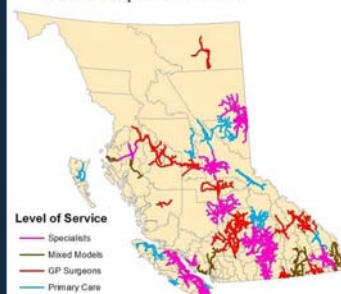 Level of Service
Specialists
Mixed Models
GP Surgeons
Primary Care